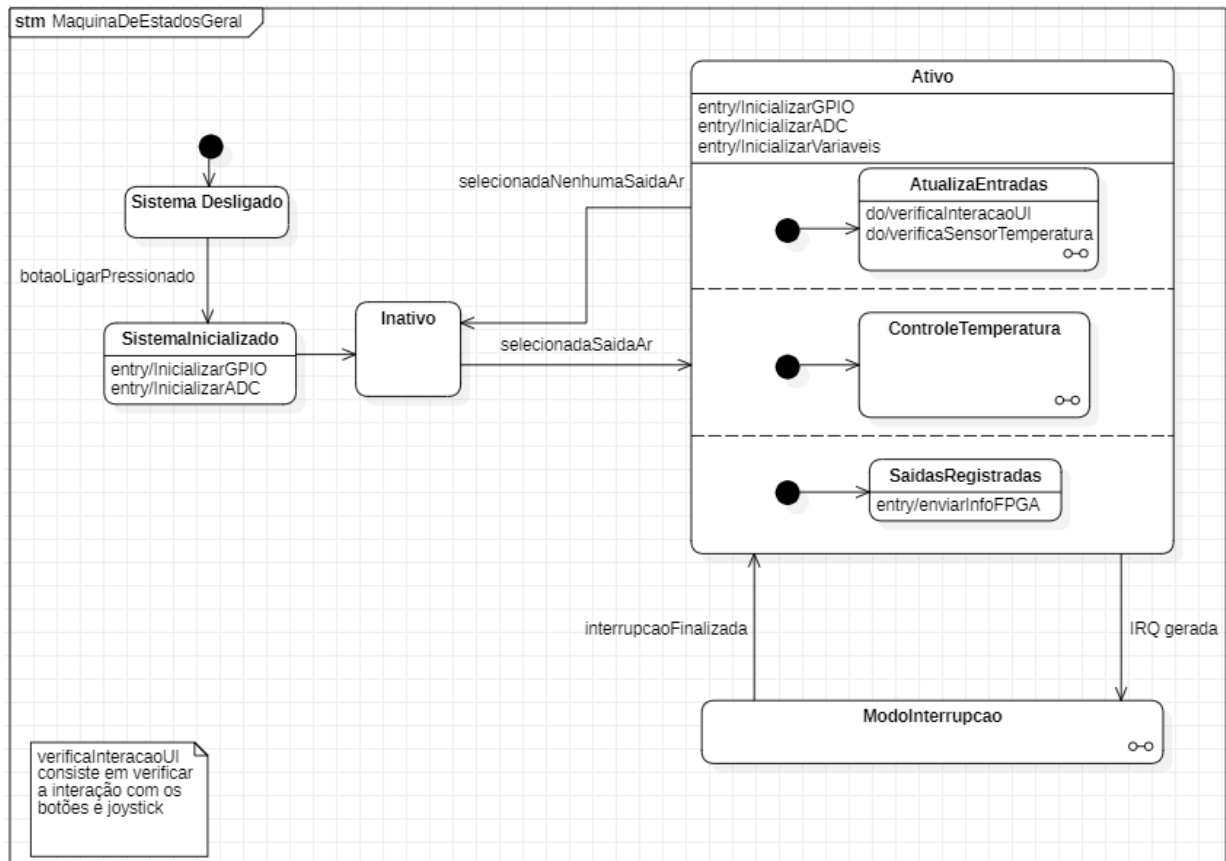 stm MaquinaDeEstadosGeral
Sistema Desligado
botaoLigarPressionado
SistemaInicializado
entry/InicializarGPIO
entry/InicializarADC
Inativo
selecionadaNenhumaSaidaAr
selecionadaSaidaAr
Ativo
entry/InicializarGPIO
entry/InicializarADC
entry/InicializarVariaveis
AtualizaEntradas
do/verificaInteracaoUI
do/verificaSensorTemperatura
ControleTemperatura
SaidasRegistradas
entry/enviarInfoFPGA
interrupcaoFinalizada
IRQ gerada
ModoInterrupcao
verificaInteracaoUI
consiste em verificar
a interação com os
botões e joystick